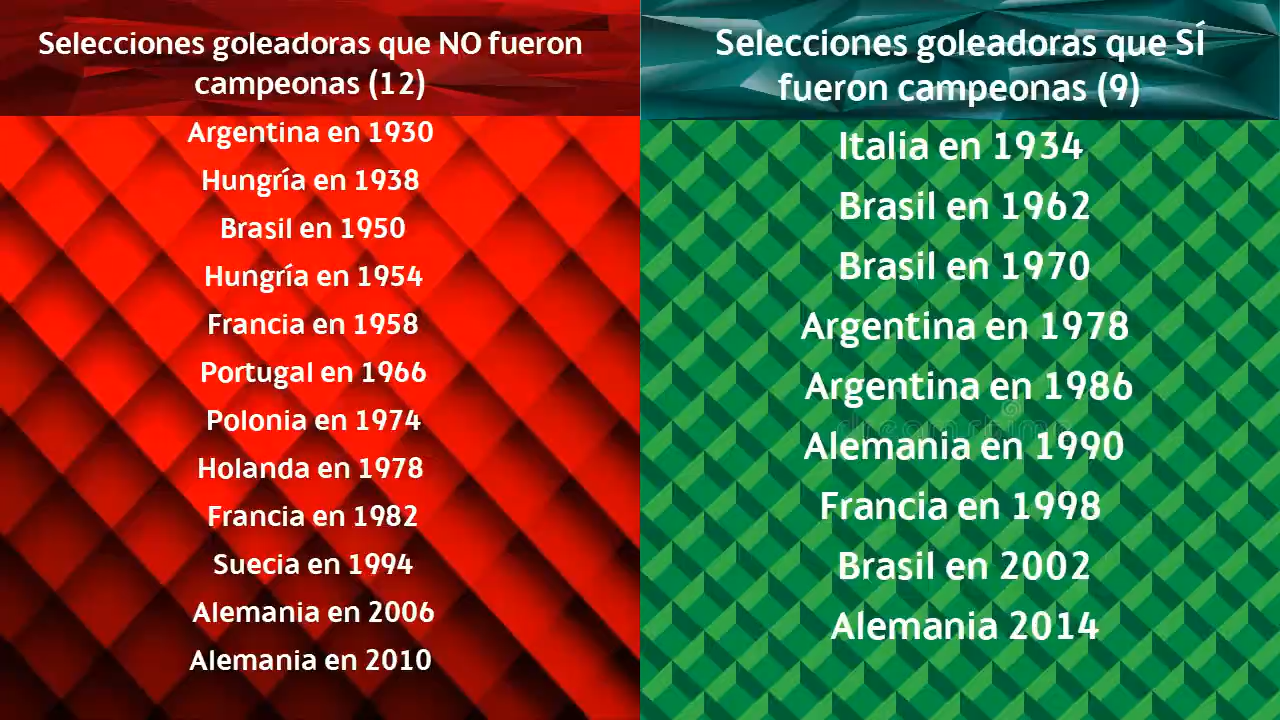 Selecciones goleadoras que NO fueron
campeonas (12)
Argentina en 1930
Hungría en 1938
Brasil en 1950
Hungría en 1954
Francia en 1958
Portugal en 1966
Polonia en 1974
Holanda en 1978
Francia en 1982
Suecia en 1994
Alemania en 2006
Alemania en 2010
Selecciones goleadoras que SÍ
fueron campeonas (9)
Italia en 1934
Brasil en 1962
Brasil en 1970
Argentina en 1978
Argentina en 1986
Alemania en 1990
Francia en 1998
Brasil en 2002
Alemania 2014